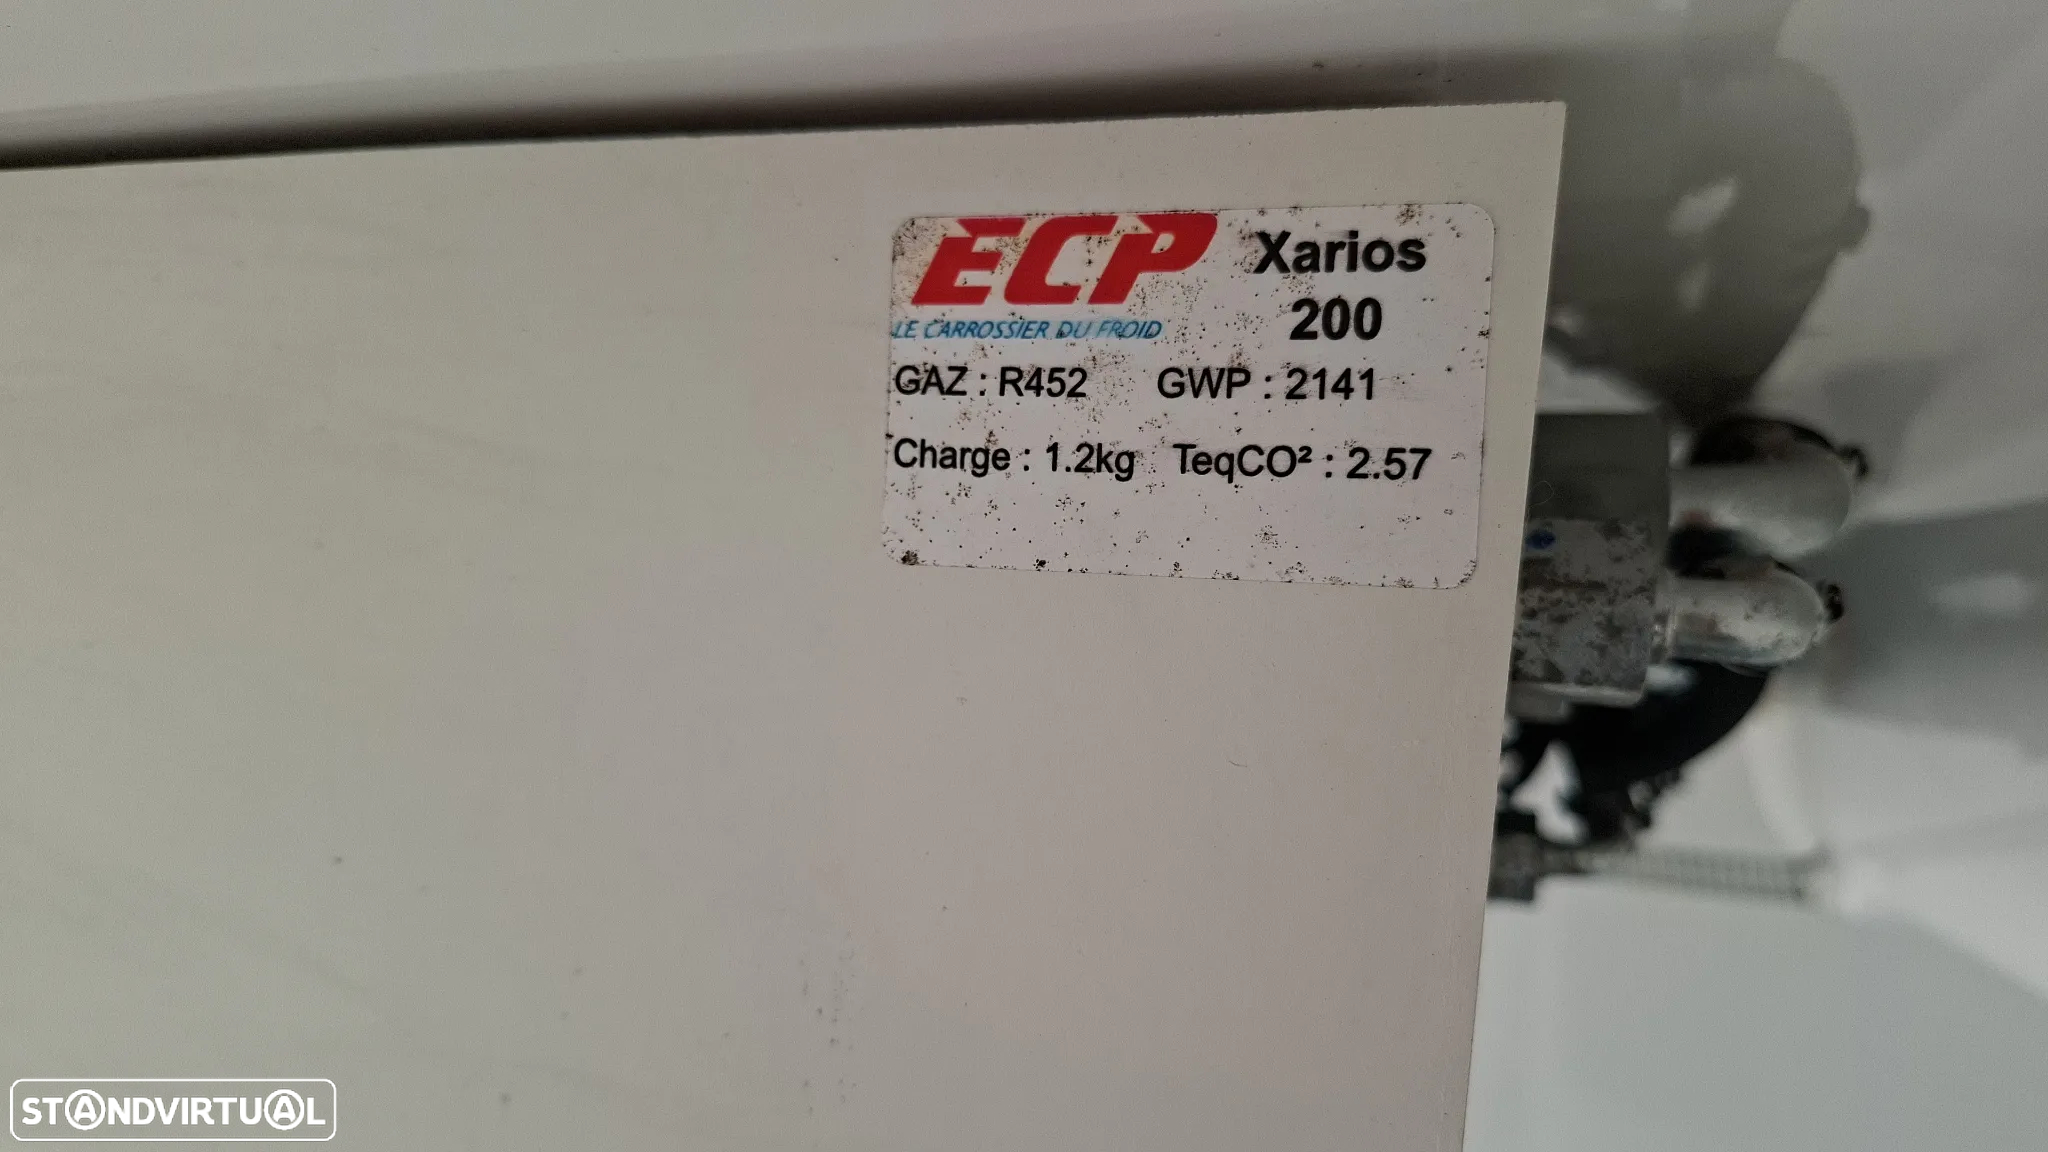 ECP
Xarios
200
LE CARROSSIER DU FROID
GAZ : R452 GWP : 2141
Charge : 1.2kg TeqCO² : 2.57
STANDVIRTUAL